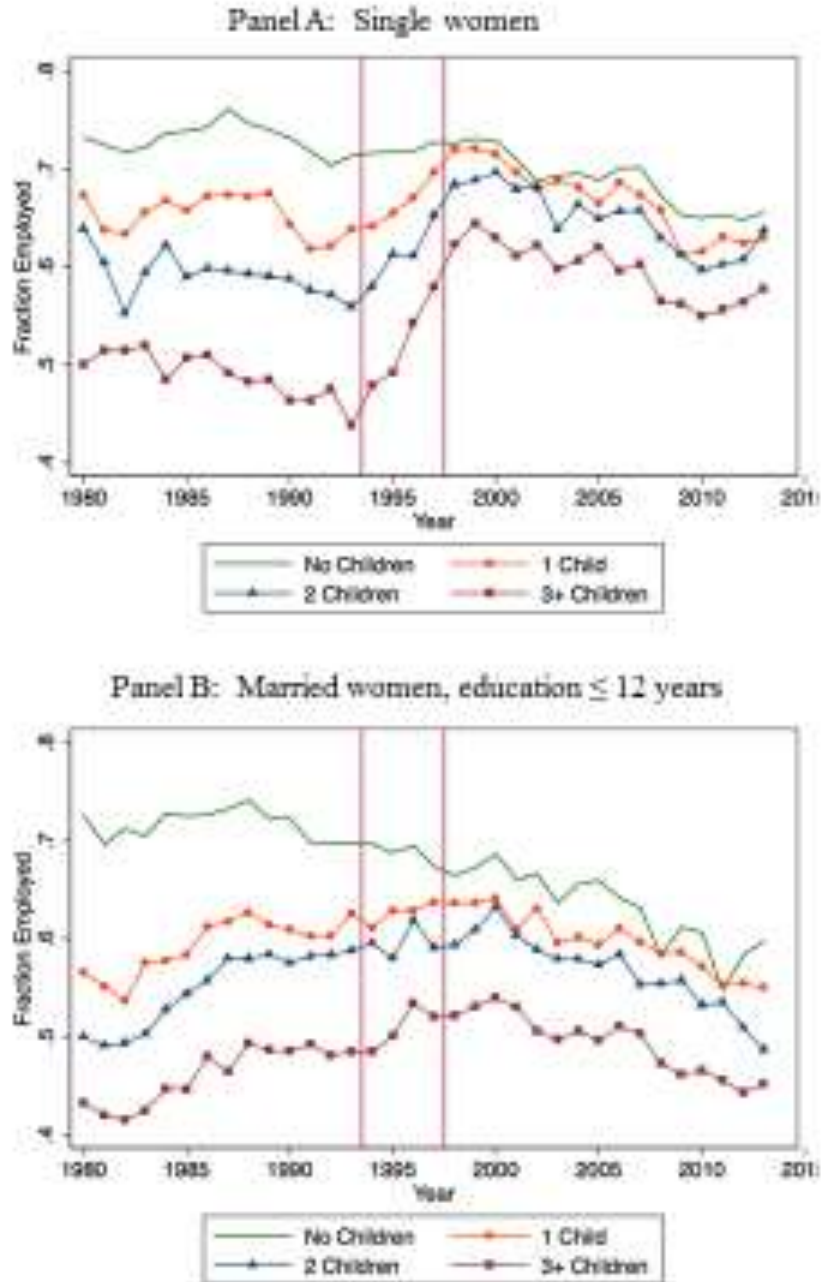 Panel A: Single women
.8
.7
.6
.5
.4
Fraction Employed
1980 1985 1990 1995 2000 2005 2010 201
Year
No Children 1 Child
2 Children 3+ Children
Panel B: Married women, education ≤ 12 years
.8
.7
.6
.5
.4
Fraction Employed
1980 1985 1990 1995 2000 2005 2010 201
Year
No Children 1 Child
2 Children 3+ Children